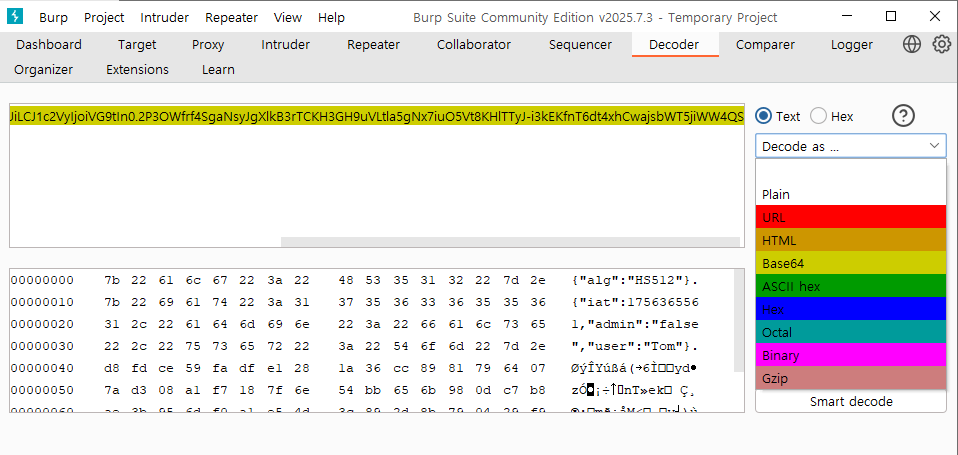 Burp Project Intruder Repeater View Help Burp Suite Community Edition v2025.7.3 - Temporary Project
Dashboard Target Proxy Intruder Repeater Collaborator Sequencer Decoder Comparer Logger
Organizer Extensions Learn
JiLCJ1c2VyIjoiVG9tIn0.2P3OWfrf4SgaNsyJgXlkB3rTCKH3GH9uVLtla5gNx7iuO5Vt8KHlTTyJ-i3kEKfnT6dt4xhCwajsbWT5jiWW4QS
Text Hex ?
Decode as ...
Plain
URL
HTML
Base64
ASCII hex
Hex
Octal
Binary
Gzip
Smart decode
00000000 7b 22 61 6c 67 22 3a 22 48 53 35 31 32 22 7d 2e {"alg":"HS512"}.
00000010 7b 22 69 61 74 22 3a 31 37 35 36 33 36 35 35 36 {"iat":175636556
00000020 31 2c 22 61 64 6d 69 6e 22 3a 22 66 61 6c 73 65 1,"admin":"false
00000030 22 2c 22 75 73 65 72 22 3a 22 54 6f 6d 22 7d 2e ","user":"Tom"}.
00000040 d8 fd ce 59 fa df e1 28 1a 36 cc 89 81 79 64 07
00000050 7a d3 08 a1 f7 18 7f 6e 54 bb 65 6b 98 0d c7 b8